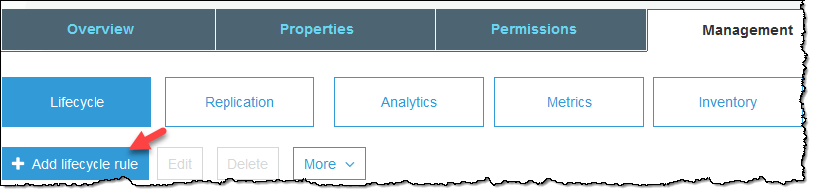 Overview Properties Permissions Management
Lifecycle Replication Analytics Metrics Inventory
+ Add lifecycle rule Edit Delete More